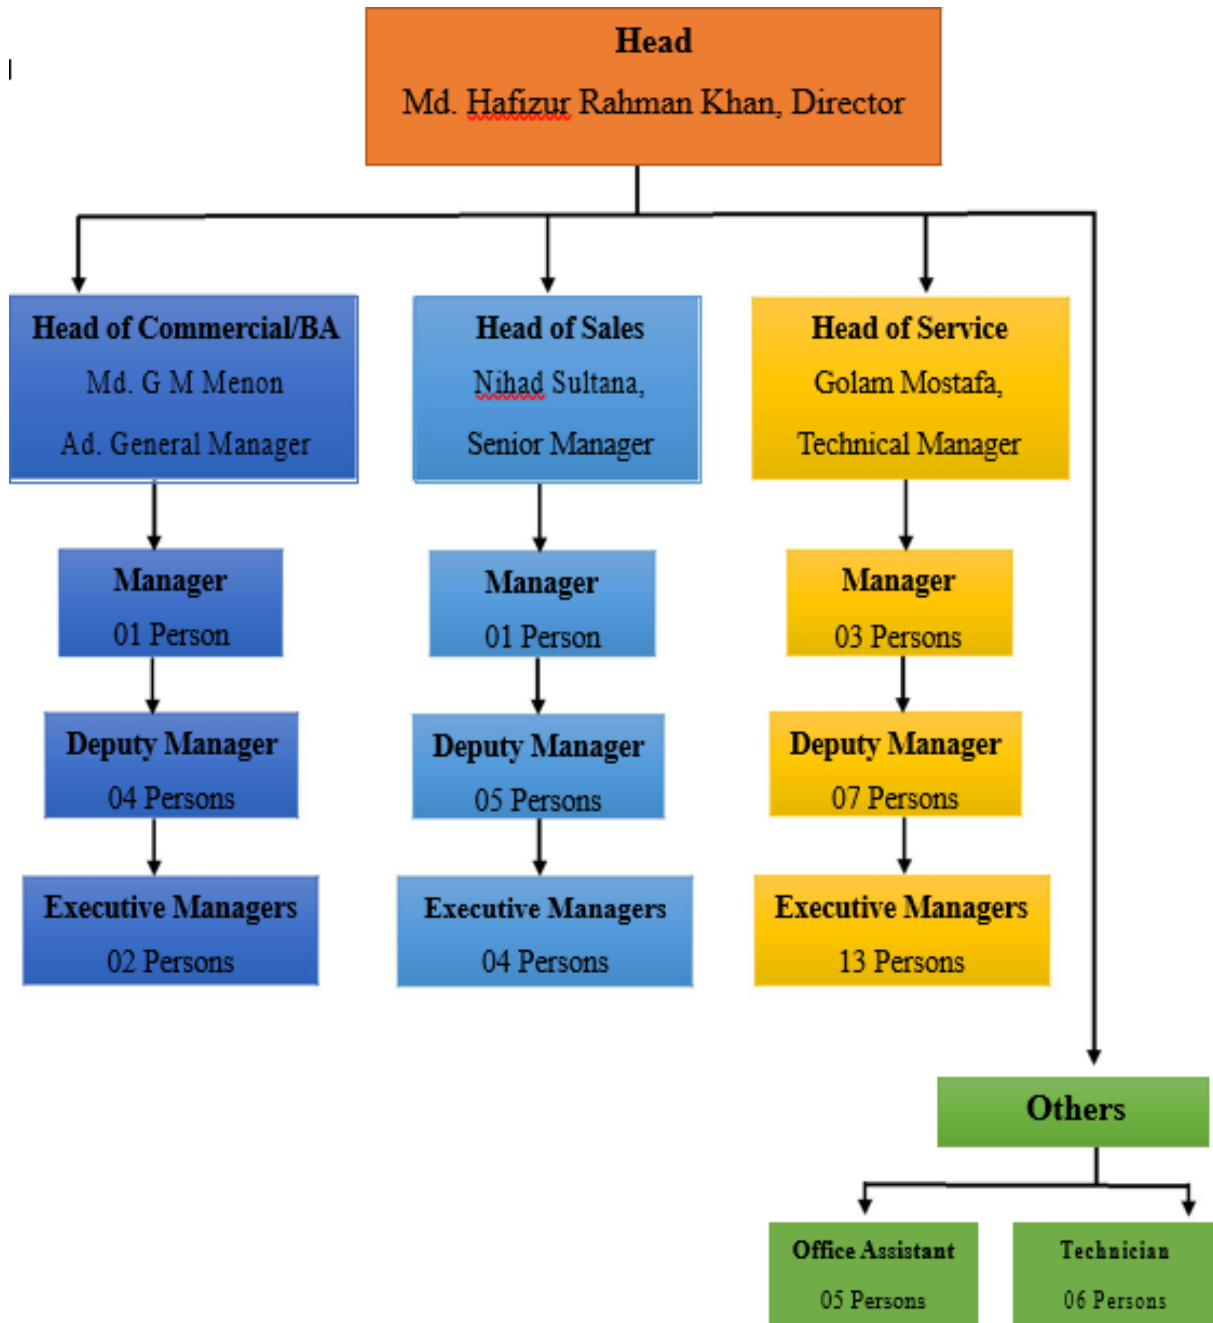 Head
Md. Hafizur Rahman Khan, Director
Head of Commercial/BA
Md. G M Menon
Ad. General Manager
Head of Sales
Nihad Sultana,
Senior Manager
Head of Service
Golam Mostafa,
Technical Manager
Manager
01 Person
Manager
01 Person
Manager
03 Persons
Deputy Manager
04 Persons
Deputy Manager
05 Persons
Deputy Manager
07 Persons
Executive Managers
02 Persons
Executive Managers
04 Persons
Executive Managers
13 Persons
Others
Office Assistant
05 Persons
Technician
06 Persons